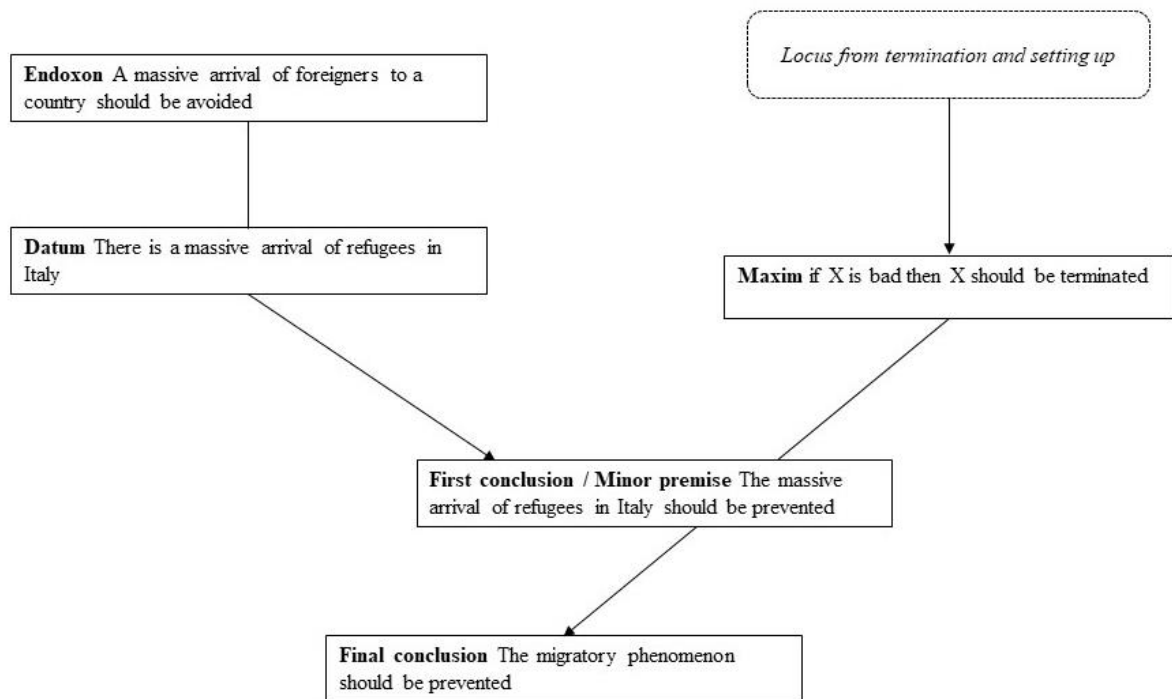 Endoxon A massive arrival of foreigners to a
country should be avoided
Locus from termination and setting up
Datum There is a massive arrival of refugees in
Italy
Maxim if X is bad then X should be terminated
First conclusion / Minor premise The massive
arrival of refugees in Italy should be prevented
Final conclusion The migratory phenomenon
should be prevented